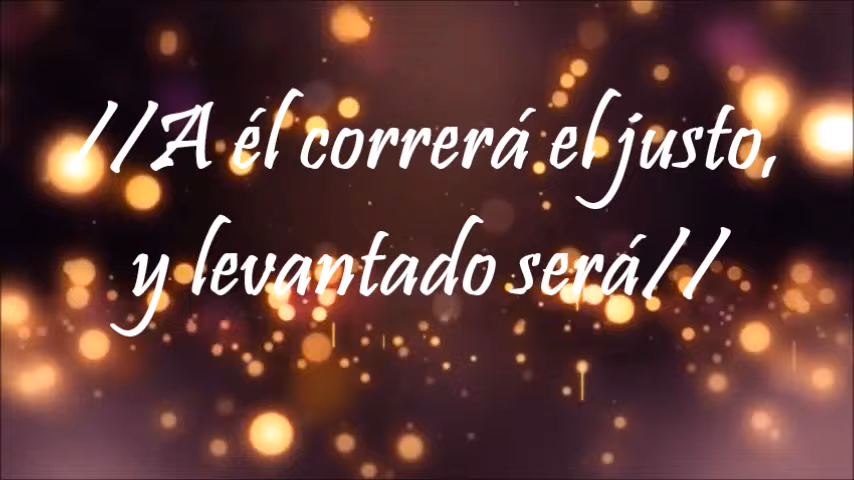 //A él correrá el justo,
y levantado será//